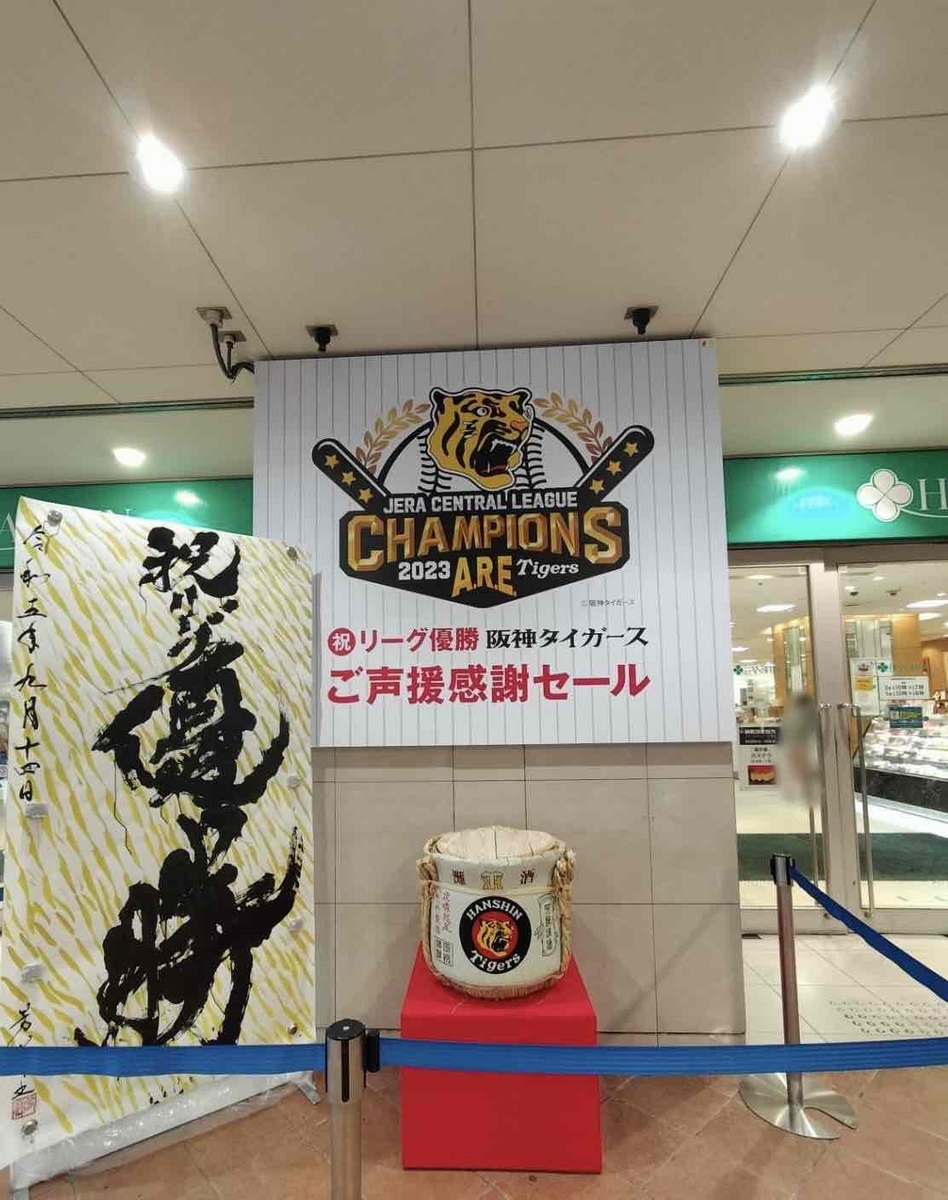 JERA CENTRAL LEAGUE
CHAMPIONS
2023 A.R.E Tigers
©阪神タイガース
祝 リーグ優勝 阪神タイガース
ご声援感謝セール
祝リーグ優勝
令和五年九月十四日
灘 酒
HANSHIN
Tigers
H